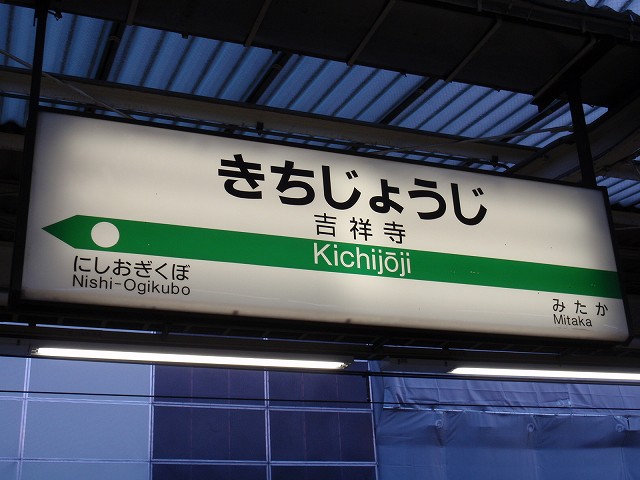 きちじょうじ
吉祥寺
Kichijōji
にしおぎくぼ
Nishi-Ogikubo
みたか
Mitaka